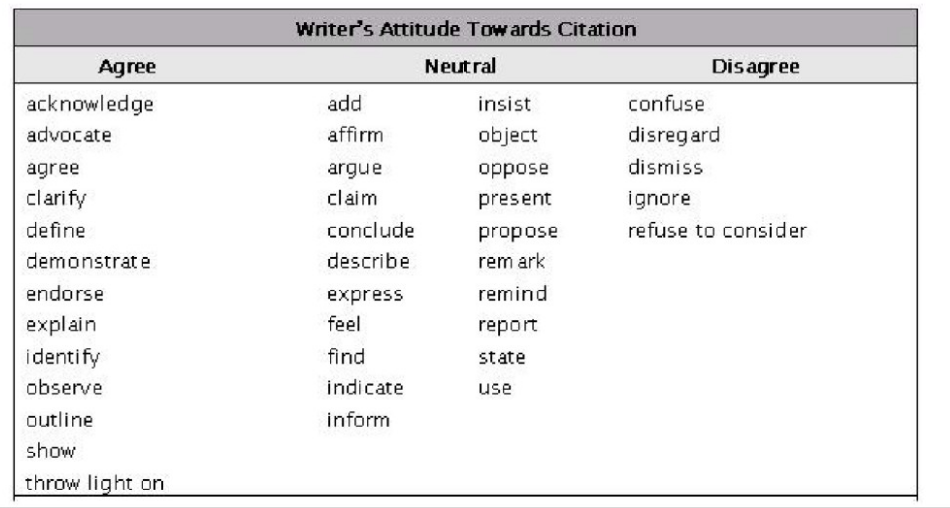 Writer's Attitude Towards Citation
Agree Neutral Disagree
acknowledge add insist confuse
advocate affirm object disregard
agree argue oppose dismiss
clarify claim present ignore
define conclude propose refuse to consider
demonstrate describe remark
endorse express remind
explain feel report
identify find state
observe indicate use
outline inform
show
throw light on